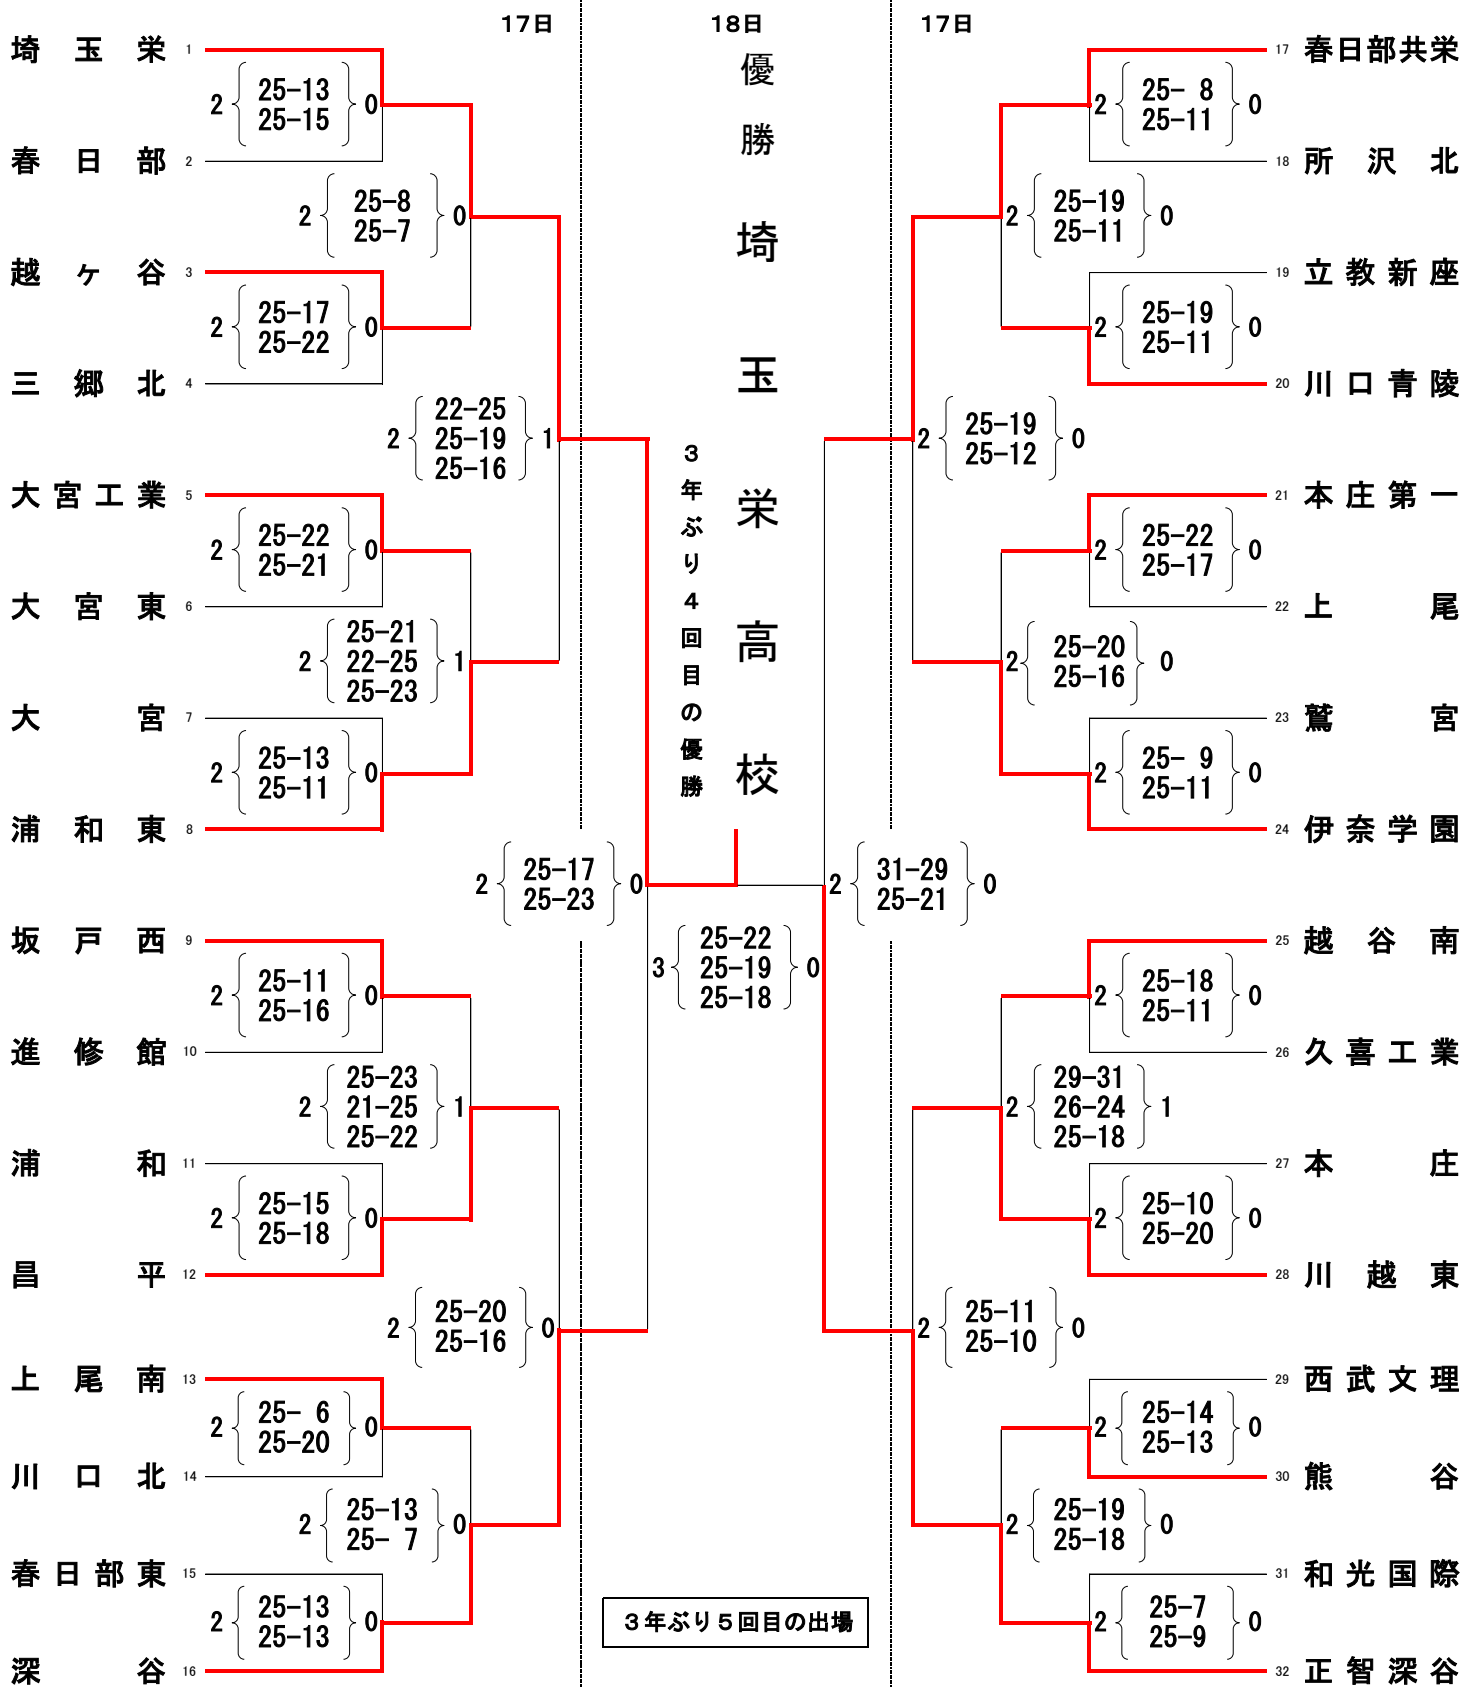 17日
18日
17日
優勝 埼玉栄高校
3年ぶり4回目の優勝
埼玉栄 1
2 25-13 0
25-15
春日部 2
2 25-8 0
25-7
越ヶ谷 3
2 25-17 0
25-22
三郷北 4
22-25
2 25-19 1
25-16
大宮工業 5
2 25-22 0
25-21
大宮東 6
25-21
2 22-25 1
25-23
大宮 7
2 25-13 0
25-11
浦和東 8
2 25-17 0
25-23
坂戸西 9
2 25-11 0
25-16
進修館 10
25-23
2 21-25 1
25-22
浦和 11
2 25-15 0
25-18
昌平 12
2 25-20 0
25-16
上尾南 13
2 25- 6 0
25-20
川口北 14
2 25-13 0
25- 7
春日部東 15
2 25-13 0
25-13
深谷 16
25-22
3 25-19 0
25-18
3年ぶり5回目の出場
17 春日部共栄
2 25- 8 0
25-11
18 所沢北
2 25-19 0
25-11
19 立教新座
2 25-19 0
25-11
20 川口青陵
2 25-19 0
25-12
21 本庄第一
2 25-22 0
25-17
22 上尾
2 25-20 0
25-16
23 鷲宮
2 25- 9 0
25-11
24 伊奈学園
2 31-29 0
25-21
25 越谷南
2 25-18 0
25-11
26 久喜工業
29-31
2 26-24 1
25-18
27 本庄
2 25-10 0
25-20
28 川越東
2 25-11 0
25-10
29 西武文理
2 25-14 0
25-13
30 熊谷
2 25-19 0
25-18
31 和光国際
2 25-7 0
25-9
32 正智深谷